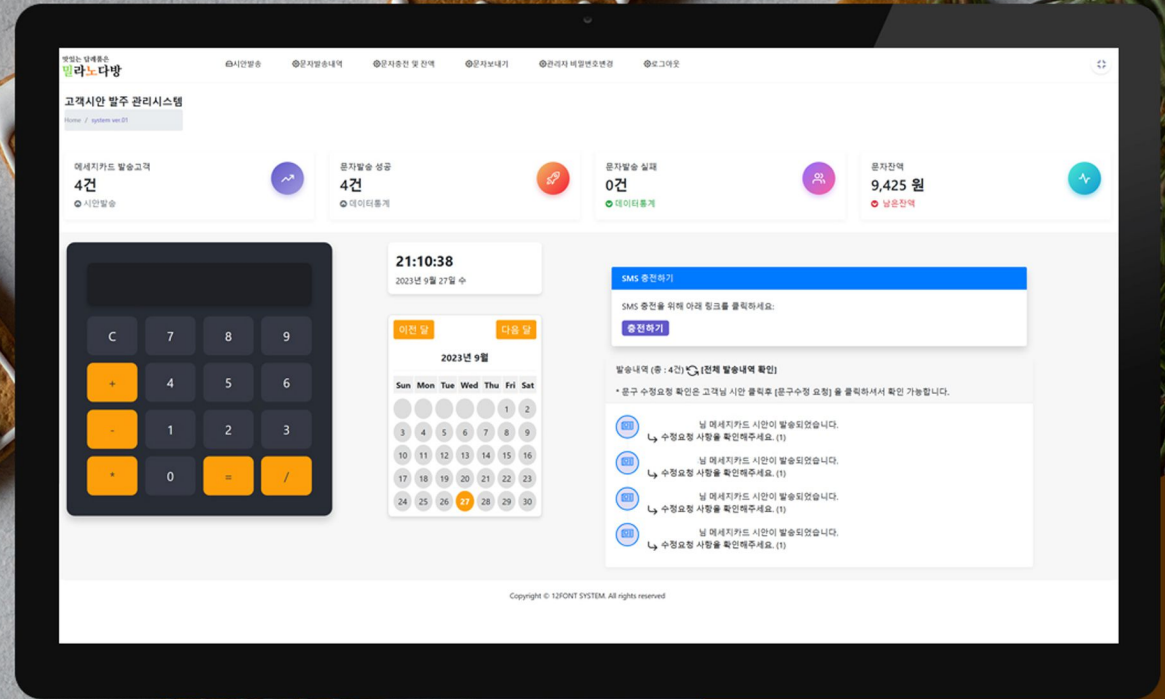 맛있는 답례품은
밀라노다방
시안발송 문자발송내역 문자충전 및 잔액 문자보내기 관리자 비밀번호변경 로그아웃
고객시안 발주 관리시스템
Home / system ver.01
메세지카드 발송고객
4건
시안발송
문자발송 성공
4건
데이터통계
문자발송 실패
0건
데이터통계
문자잔액
9,425 원
남은잔액
C 7 8 9
+ 4 5 6
- 1 2 3
* 0 = /
21:10:38
2023년 9월 27일 수
이전 달 다음 달
2023년 9월
Sun Mon Tue Wed Thu Fri Sat
1 2
3 4 5 6 7 8 9
10 11 12 13 14 15 16
17 18 19 20 21 22 23
24 25 26 27 28 29 30
SMS 충전하기
SMS 충전을 위해 아래 링크를 클릭하세요:
충전하기
발송내역 (총 : 4건) [전체 발송내역 확인]
* 문구 수정요청 확인은 고객님 시안 클릭후 [문구수정 요청] 을 클릭하셔서 확인 가능합니다.
님 메세지카드 시안이 발송되었습니다.
수정요청 사항을 확인해주세요. (1)
님 메세지카드 시안이 발송되었습니다.
수정요청 사항을 확인해주세요. (1)
님 메세지카드 시안이 발송되었습니다.
수정요청 사항을 확인해주세요. (1)
님 메세지카드 시안이 발송되었습니다.
수정요청 사항을 확인해주세요. (1)
Copyright © 12FONT SYSTEM. All rights reserved